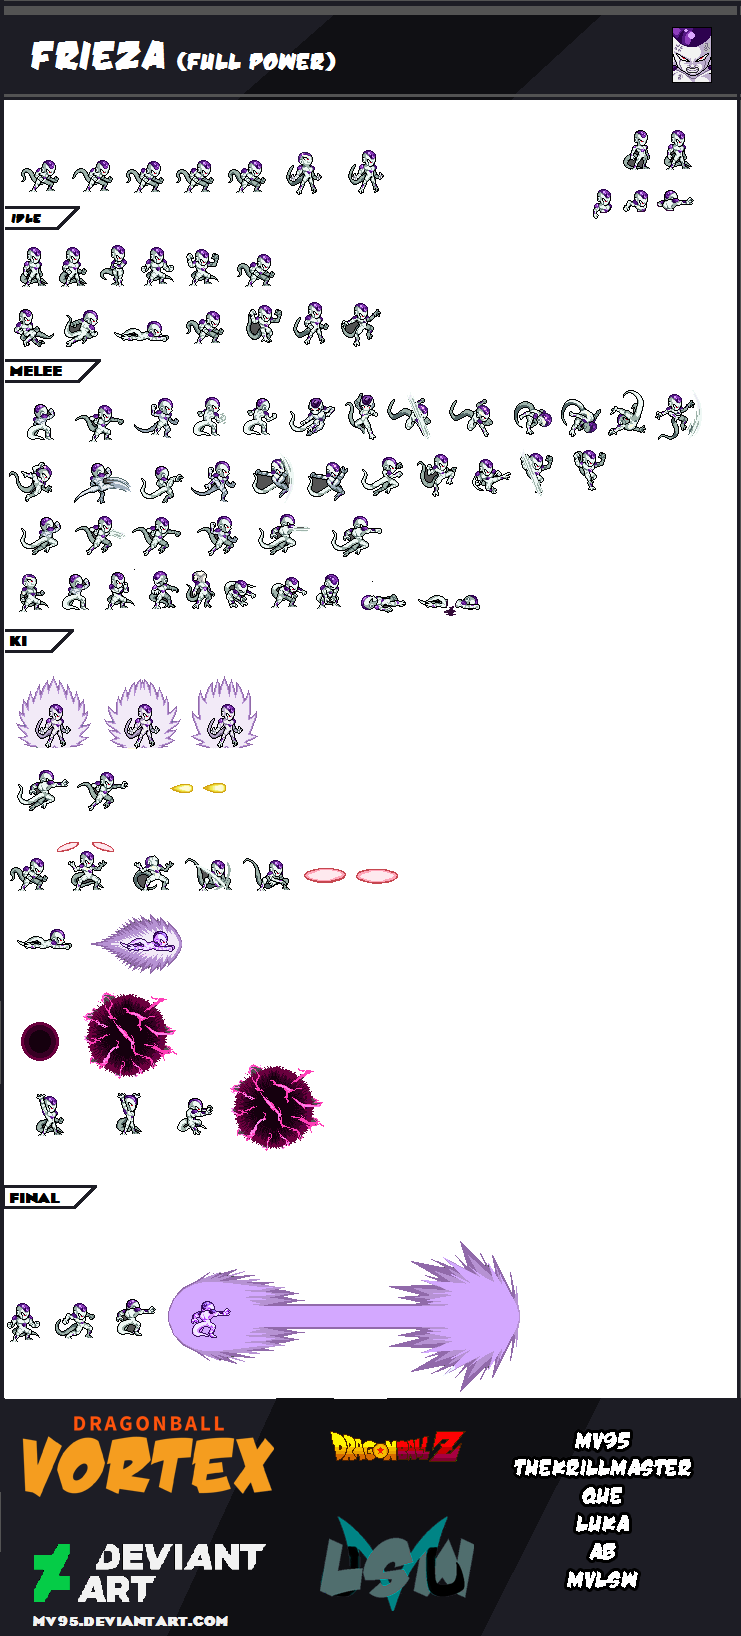 FRIEZA (FULL POWER)
IDLE
MELEE
KI
FINAL
DRAGONBALL
VORTEX
DRAGON BALL Z
MV95
THEKRILLMASTER
QUE
LUKA
AB
MVLSW
LSW
DEVIANT
ART
MV95.DEVIANTART.COM